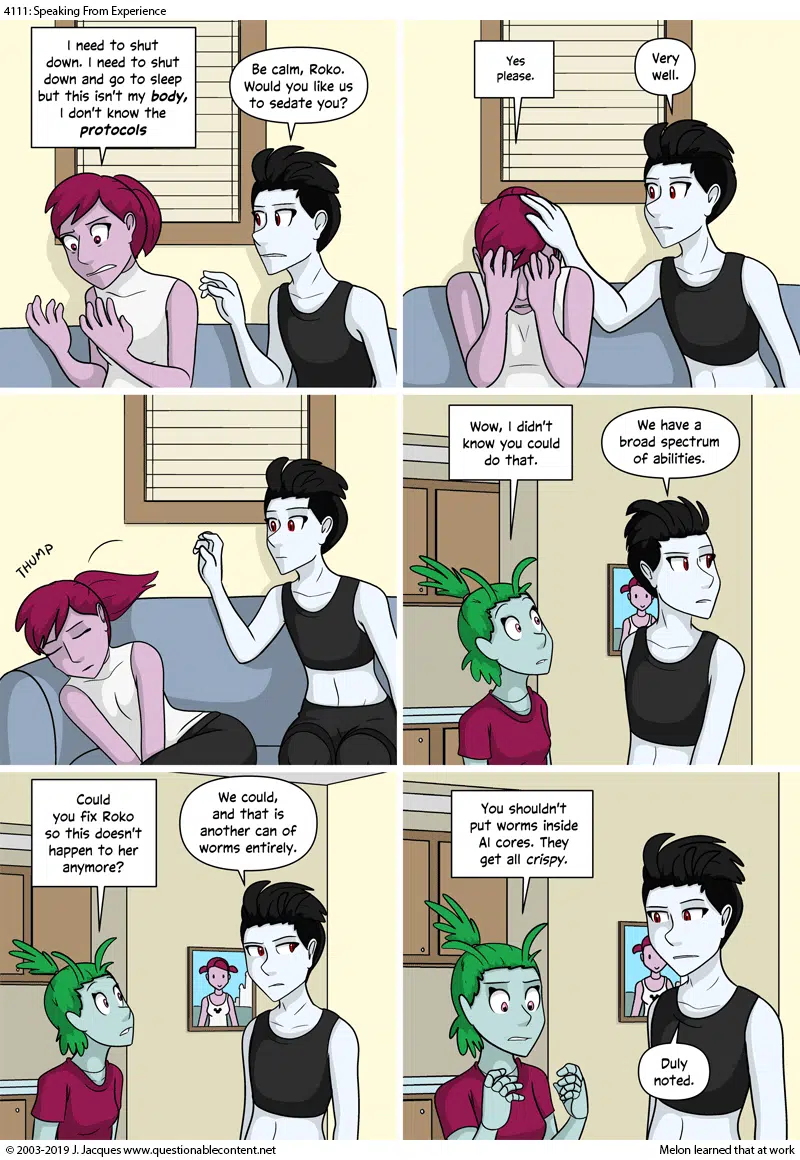 4111: Speaking From Experience
I need to shut
down. I need to shut
down and go to sleep
but this isn't my body,
I don't know the
protocols
Be calm, Roko.
Would you like us
to sedate you?
Yes
please.
Very
well.
THUMP
Wow, I didn't
know you could
do that.
We have a
broad spectrum
of abilities.
Could
you fix Roko
so this doesn't
happen to her
anymore?
We could,
and that is
another can of
worms entirely.
You shouldn't
put worms inside
AI cores. They
get all crispy.
Duly
noted.
© 2003-2019 J. Jacques www.questionablecontent.net
Melon learned that at work